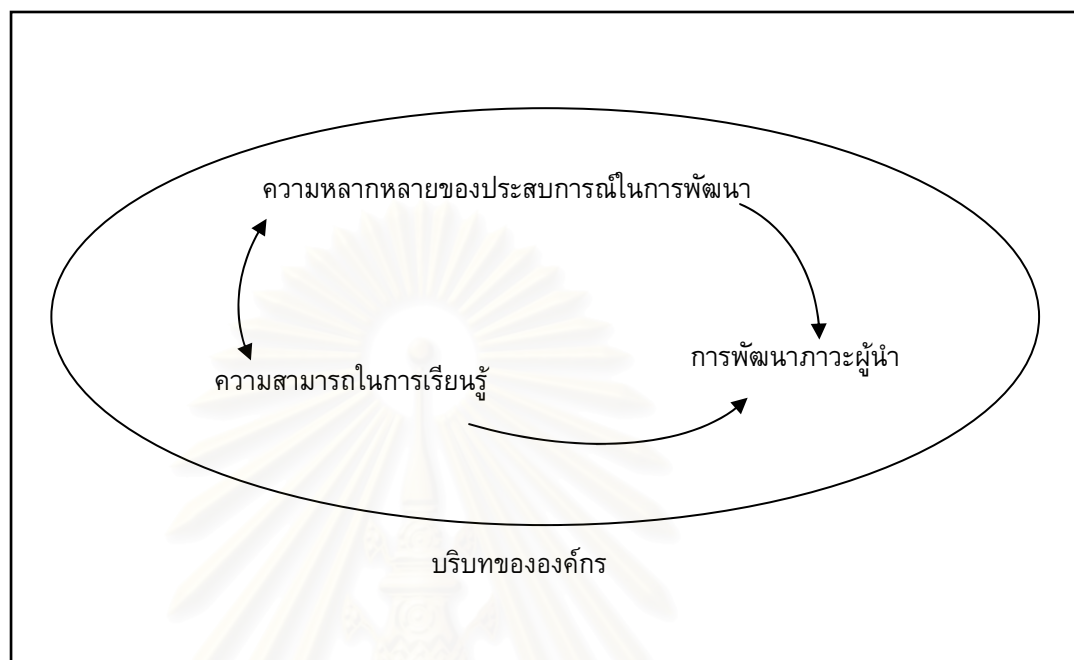 ความหลากหลายของประสบการณ์ในการพัฒนา
การพัฒนาภาวะผู้นำ
ความสามารถในการเรียนรู้
บริบทขององค์กร